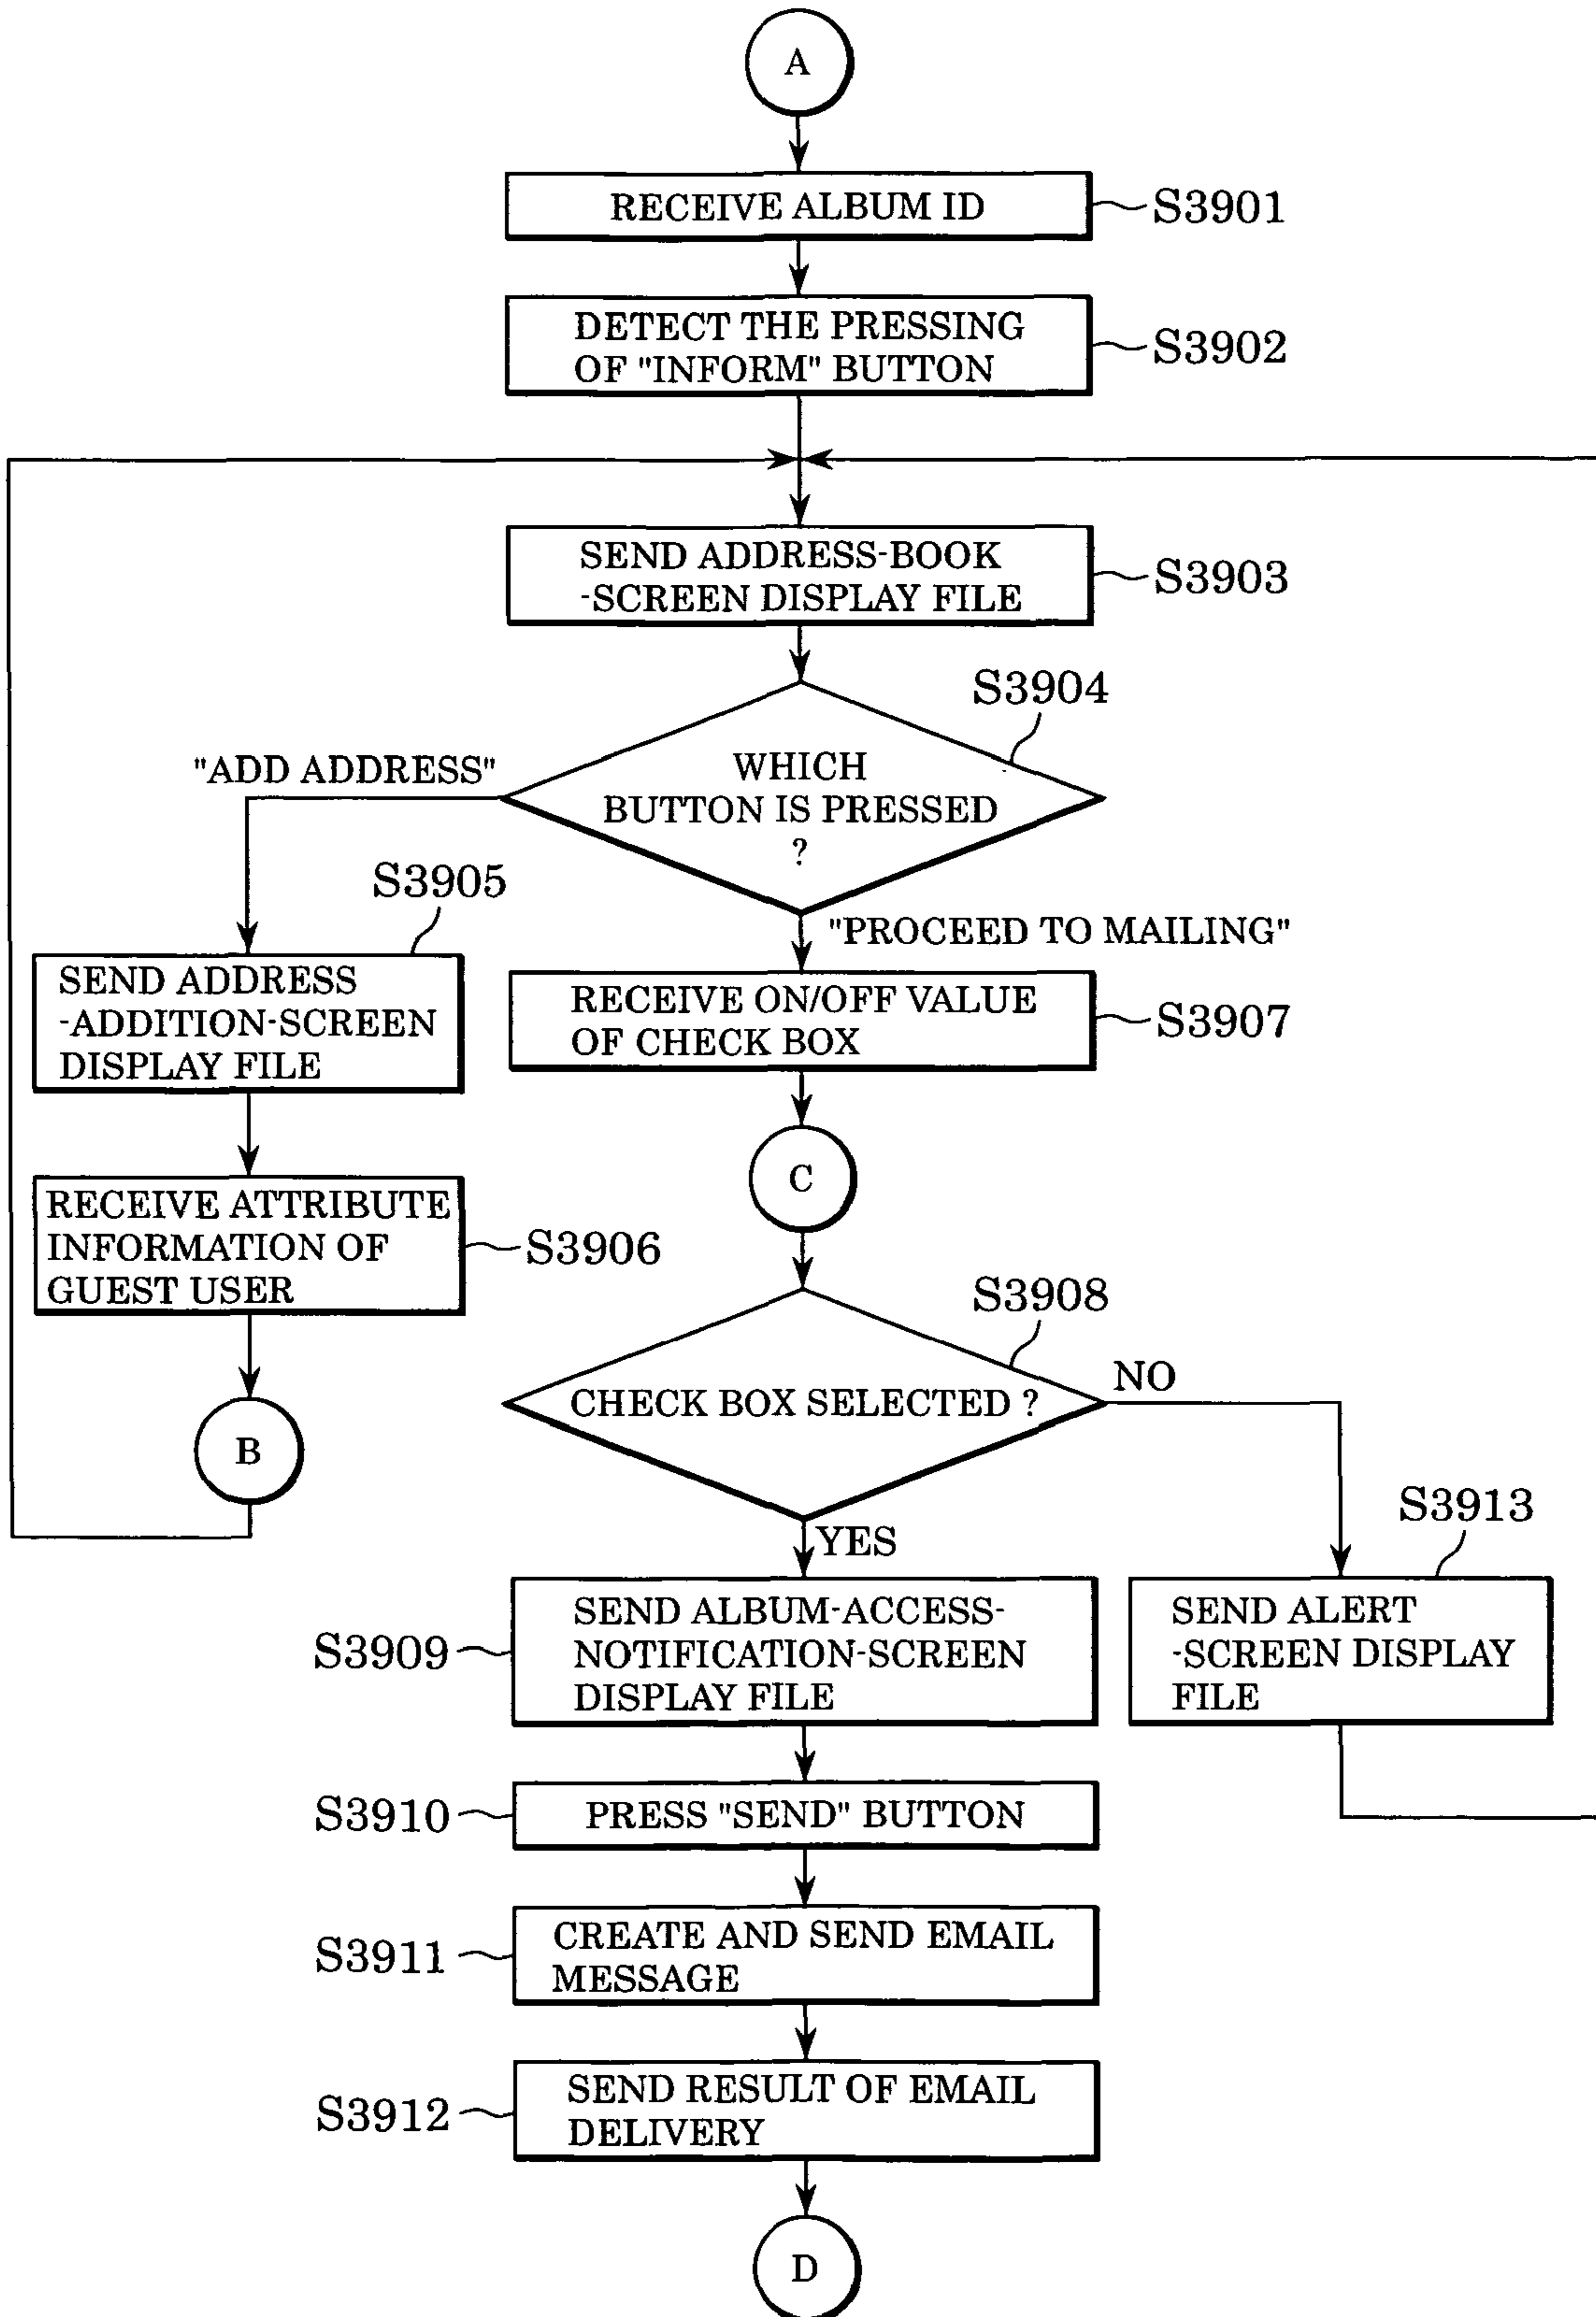 A
RECEIVE ALBUM ID
S3901
DETECT THE PRESSING
OF "INFORM" BUTTON
S3902
SEND ADDRESS-BOOK
-SCREEN DISPLAY FILE
S3903
S3904
WHICH
BUTTON IS PRESSED
?
"ADD ADDRESS"
"PROCEED TO MAILING"
S3905
SEND ADDRESS
-ADDITION-SCREEN
DISPLAY FILE
RECEIVE ON/OFF VALUE
OF CHECK BOX
S3907
RECEIVE ATTRIBUTE
INFORMATION OF
GUEST USER
S3906
C
B
S3908
CHECK BOX SELECTED ?
NO
YES
S3913
SEND ALERT
-SCREEN DISPLAY
FILE
S3909
SEND ALBUM-ACCESS-
NOTIFICATION-SCREEN
DISPLAY FILE
S3910
PRESS "SEND" BUTTON
S3911
CREATE AND SEND EMAIL
MESSAGE
S3912
SEND RESULT OF EMAIL
DELIVERY
D